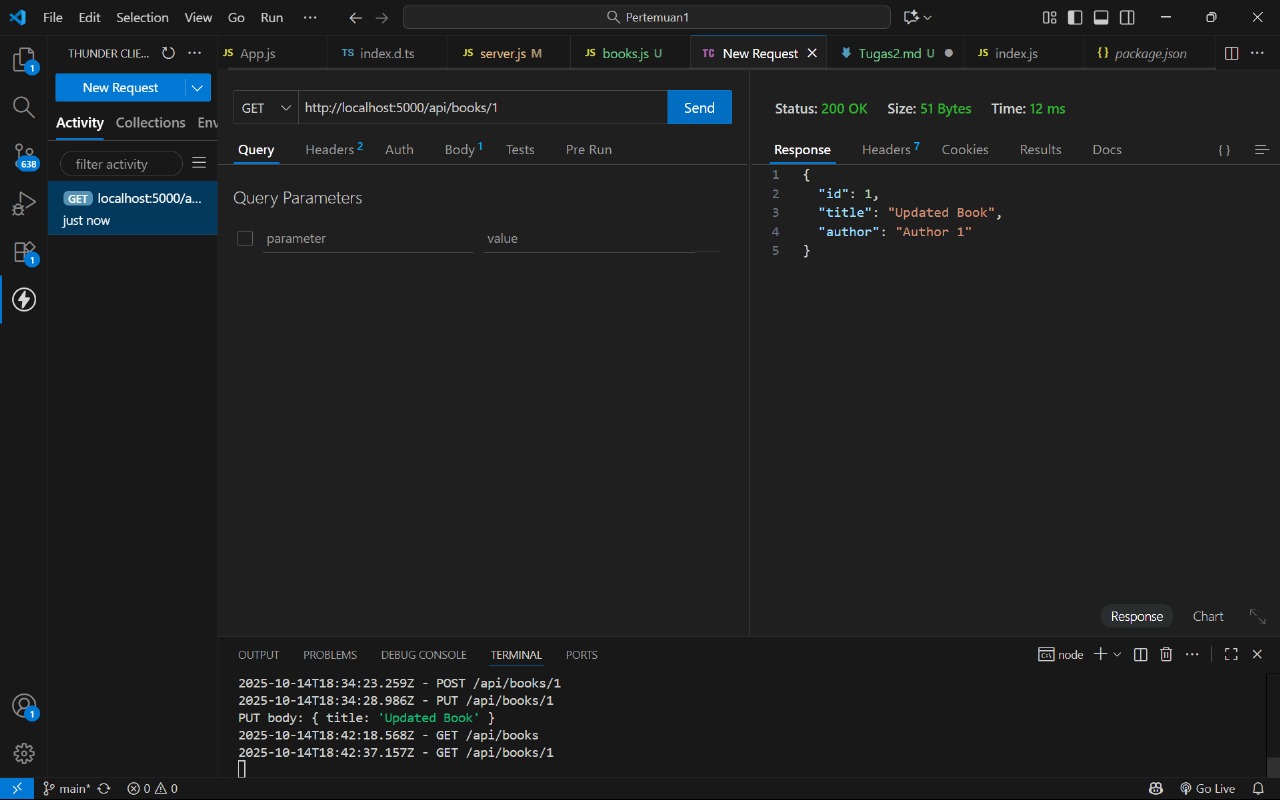 File Edit Selection View Go Run ··· Pertemuan1
THUNDER CLIE... ···
JS App.js TS index.d.ts JS server.js M JS books.js U TC New Request Tugas2.md U JS index.js {} package.json ···
New Request
Activity Collections Env
filter activity
GET localhost:5000/a...
just now
1
638
1
1
GET http://localhost:5000/api/books/1 Send
Query Headers 2 Auth Body 1 Tests Pre Run
Query Parameters
parameter value
Status: 200 OK Size: 51 Bytes Time: 12 ms
Response Headers 7 Cookies Results Docs { }
1 {
2 "id": 1,
3 "title": "Updated Book",
4 "author": "Author 1"
5 }
Response Chart
OUTPUT PROBLEMS DEBUG CONSOLE TERMINAL PORTS node ···
2025-10-14T18:34:23.259Z - POST /api/books/1
2025-10-14T18:34:28.986Z - PUT /api/books/1
PUT body: { title: 'Updated Book' }
2025-10-14T18:42:18.568Z - GET /api/books
2025-10-14T18:42:37.157Z - GET /api/books/1
main* 0 0 Go Live